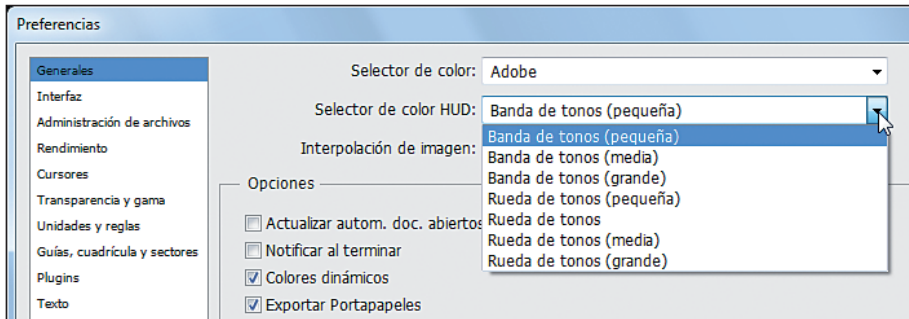 Preferencias
Generales
Interfaz
Administración de archivos
Rendimiento
Cursores
Transparencia y gama
Unidades y reglas
Guías, cuadrícula y sectores
Plugins
Texto
Selector de color: Adobe
Selector de color HUD: Banda de tonos (pequeña)
Banda de tonos (pequeña)
Banda de tonos (media)
Banda de tonos (grande)
Rueda de tonos (pequeña)
Rueda de tonos
Rueda de tonos (media)
Rueda de tonos (grande)
Interpolación de imagen:
Opciones
Actualizar autom. doc. abiertos
Notificar al terminar
Colores dinámicos
Exportar Portapapeles